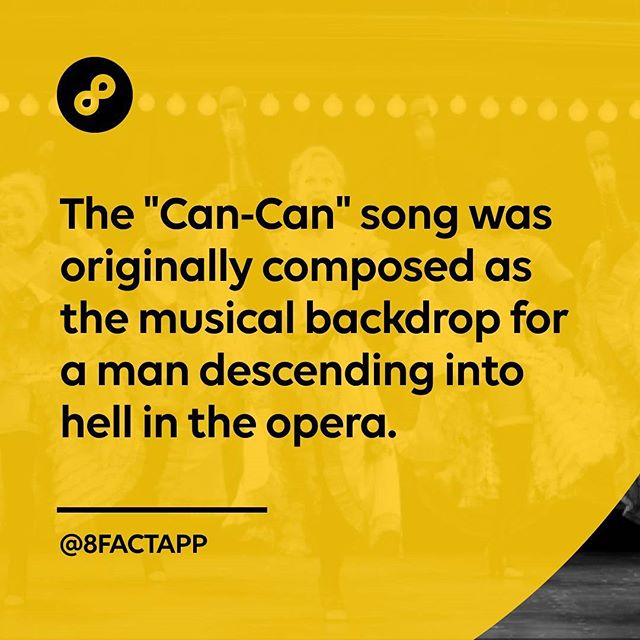 The "Can-Can" song was
originally composed as
the musical backdrop for
a man descending into
hell in the opera.
@8FACTAPP